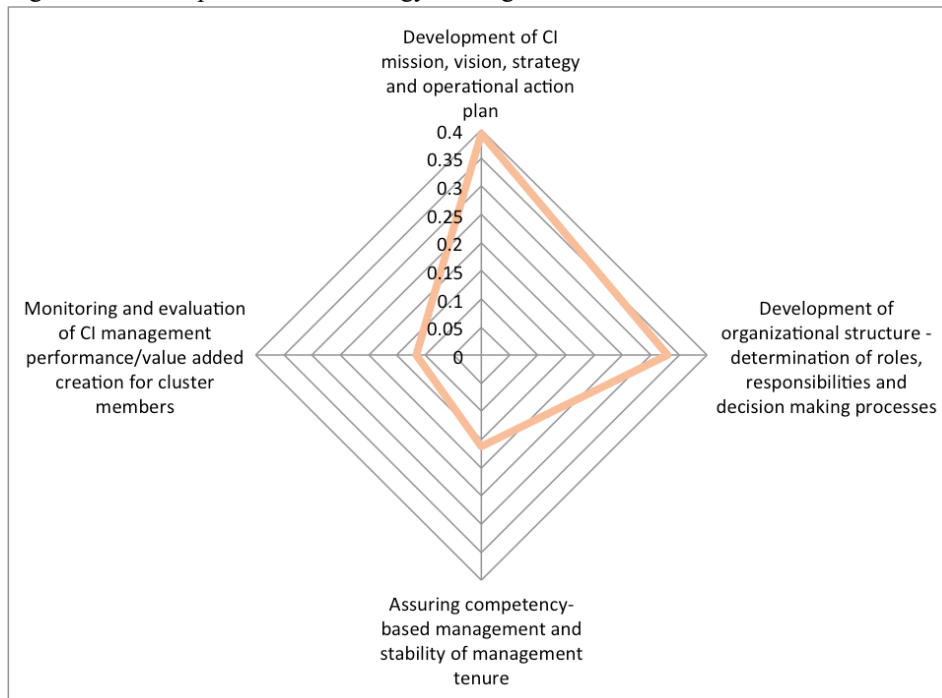 Development of CI
mission, vision, strategy
and operational action
plan
0.4
0.35
0.3
0.25
0.2
0.15
0.1
0.05
0
Monitoring and evaluation
of CI management
performance/value added
creation for cluster
members
Development of
organizational structure -
determination of roles,
responsibilities and
decision making processes
Assuring competency-
based management and
stability of management
tenure